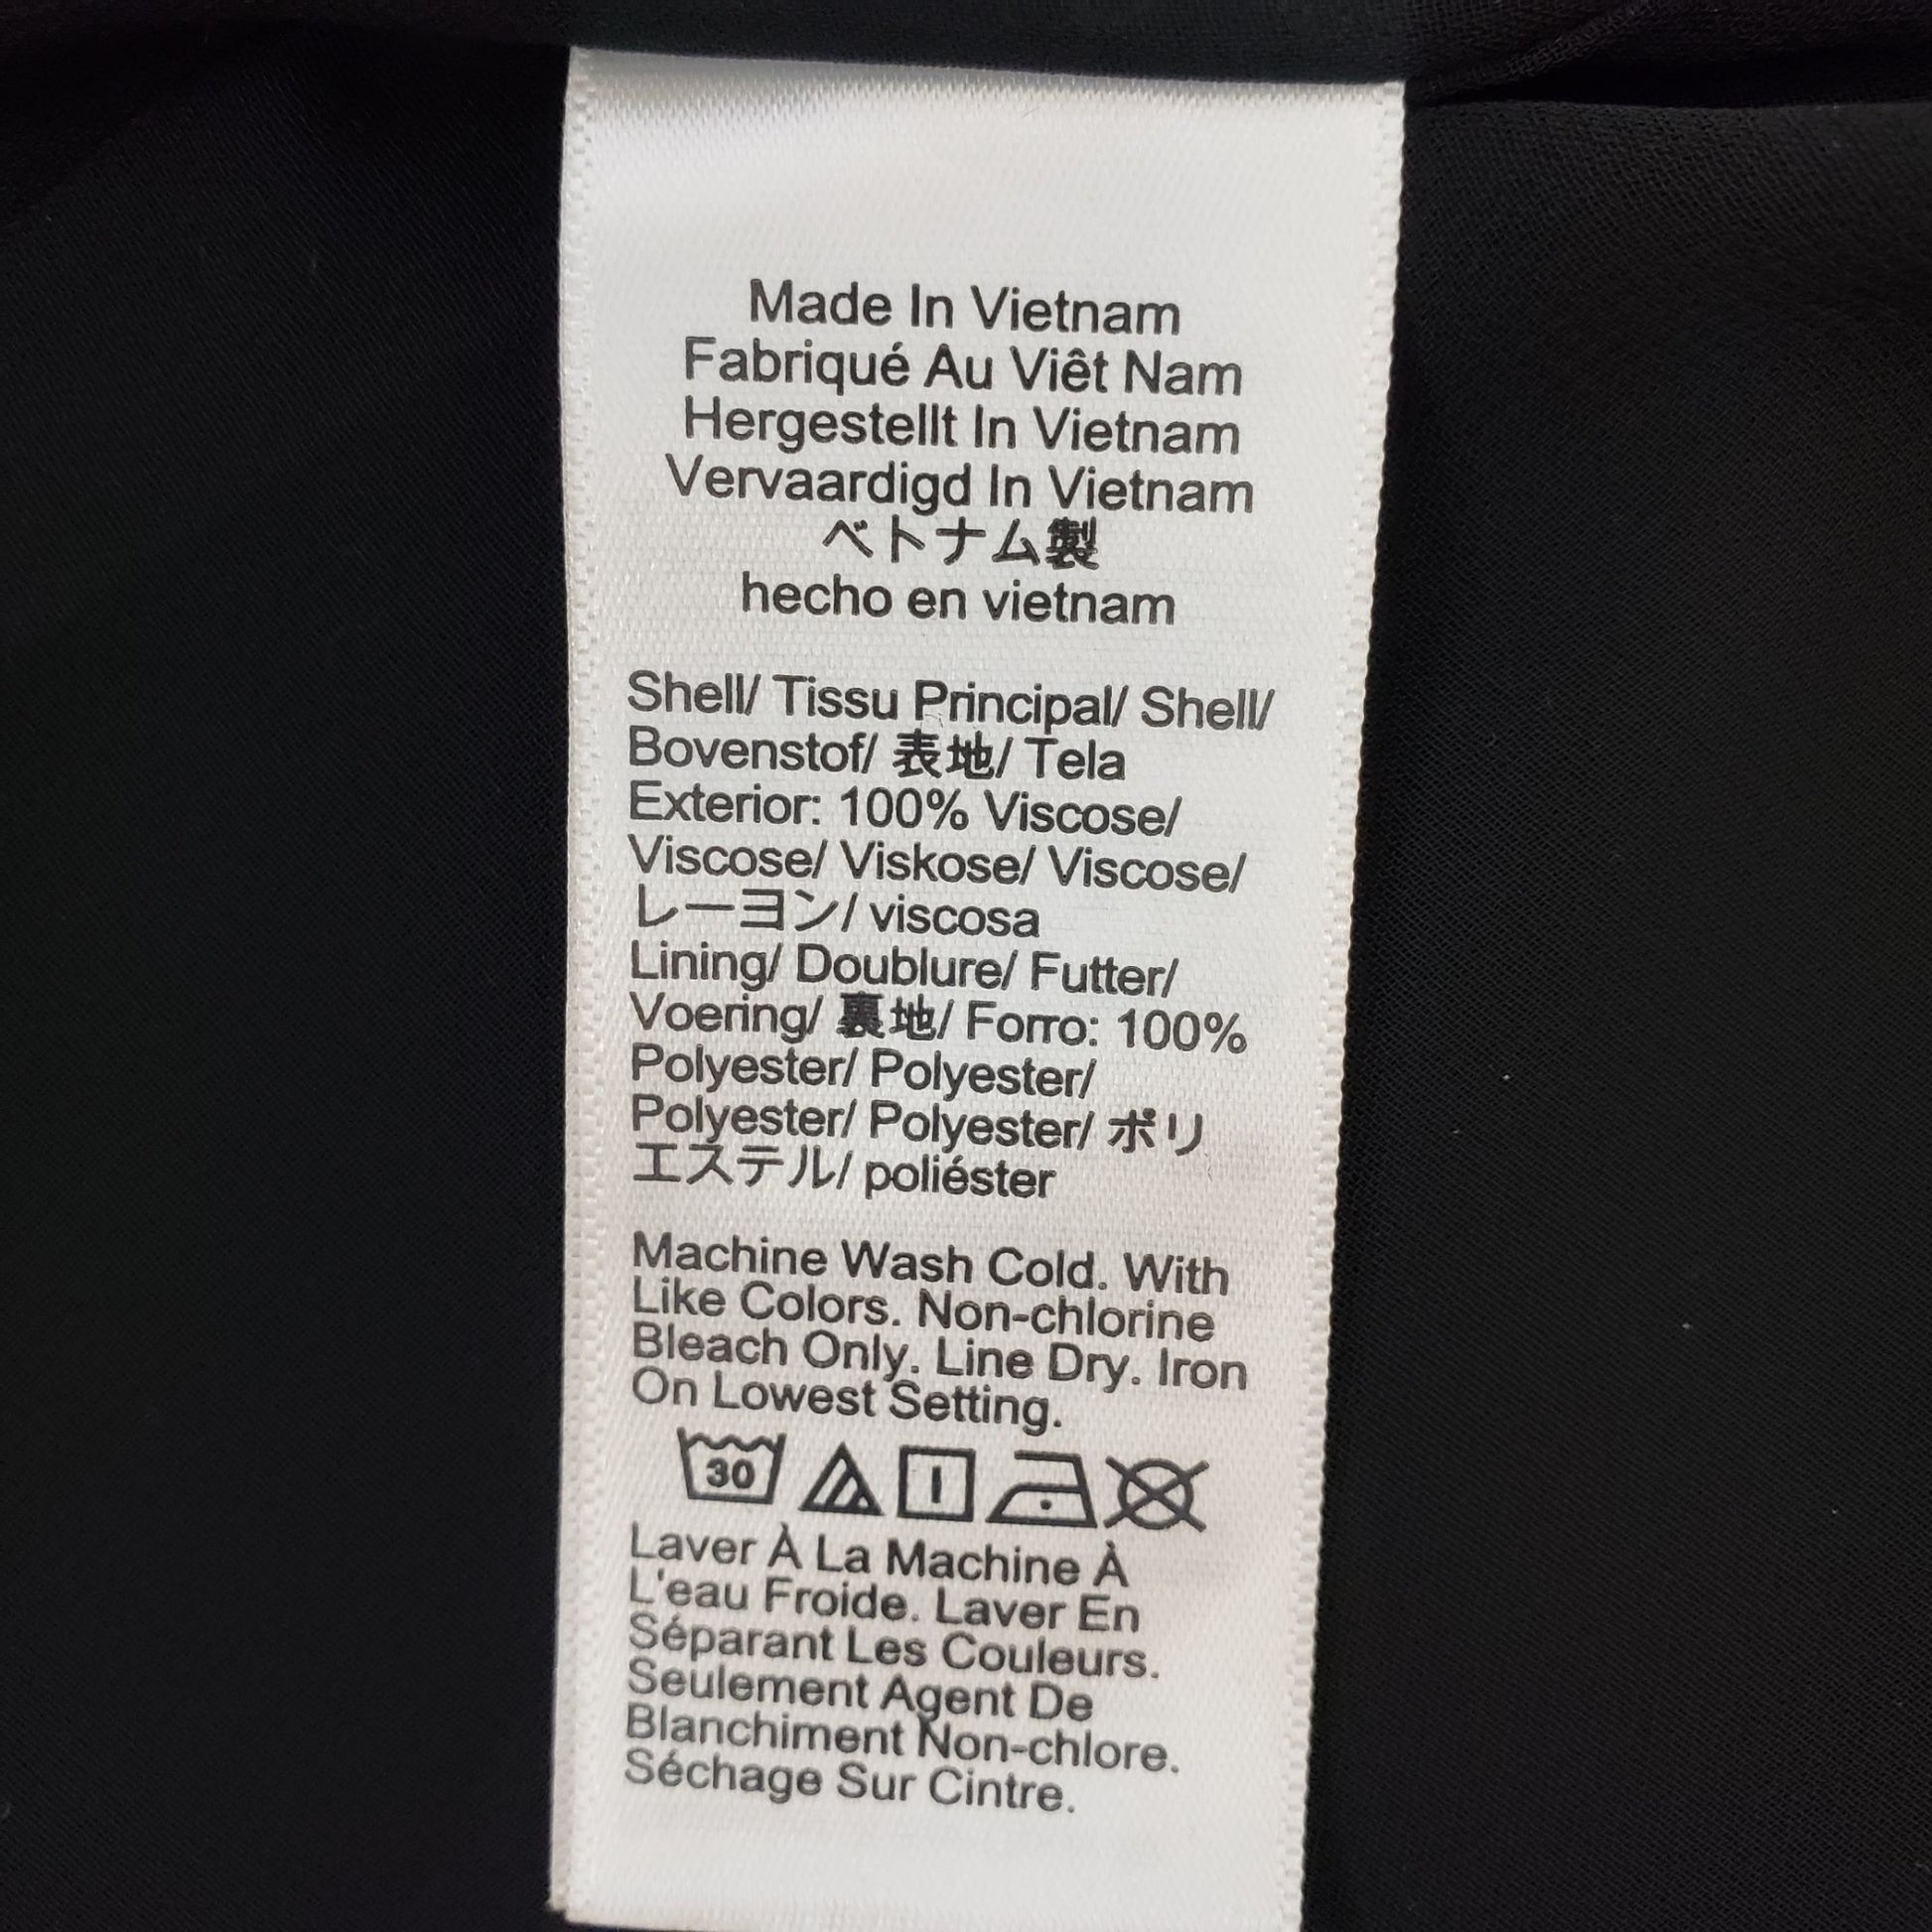 Made In Vietnam
Fabriqué Au Viêt Nam
Hergestellt In Vietnam
Vervaardigd In Vietnam
ベトナム製
hecho en vietnam
Shell/ Tissu Principal/ Shell/
Bovenstof/ 表地/ Tela
Exterior: 100% Viscose/
Viscose/ Viskose/ Viscose/
レーヨン/ viscosa
Lining/ Doublure/ Futter/
Voering/ 裏地/ Forro: 100%
Polyester/ Polyester/
Polyester/ Polyester/ ポリ
エステル/ poliéster
Machine Wash Cold. With
Like Colors. Non-chlorine
Bleach Only. Line Dry. Iron
On Lowest Setting.
30
Laver À La Machine À
L'eau Froide. Laver En
Séparant Les Couleurs.
Seulement Agent De
Blanchiment Non-chlore.
Séchage Sur Cintre.